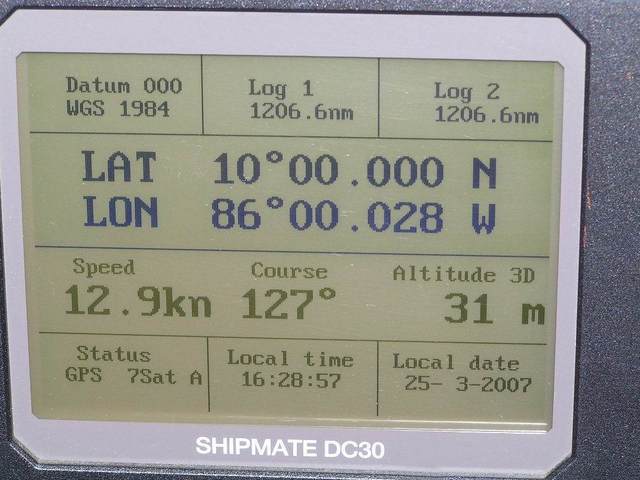 Datum 000
WGS 1984
Log 1
1206.6nm
Log 2
1206.6nm
LAT 10°00.000 N
LON 86°00.028 W
Speed
12.9kn
Course
127°
Altitude 3D
31 m
Status
GPS 7Sat A
Local time
16:28:57
Local date
25- 3-2007
SHIPMATE DC30